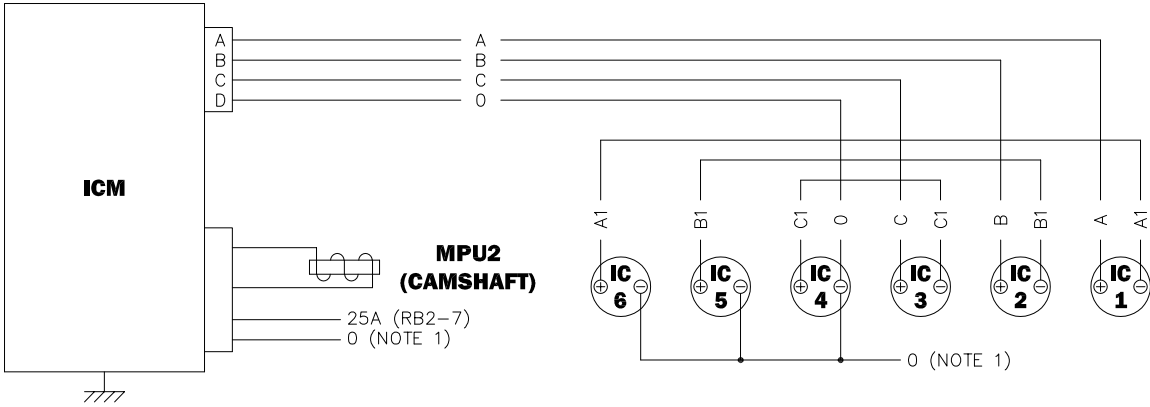 ICM
A
B
C
D
A
B
C
0
MPU2
(CAMSHAFT)
25A (RB2-7)
0 (NOTE 1)
A1
B1
C1
0
C
C1
B
B1
A
A1
IC
6
IC
5
IC
4
IC
3
IC
2
IC
1
0 (NOTE 1)